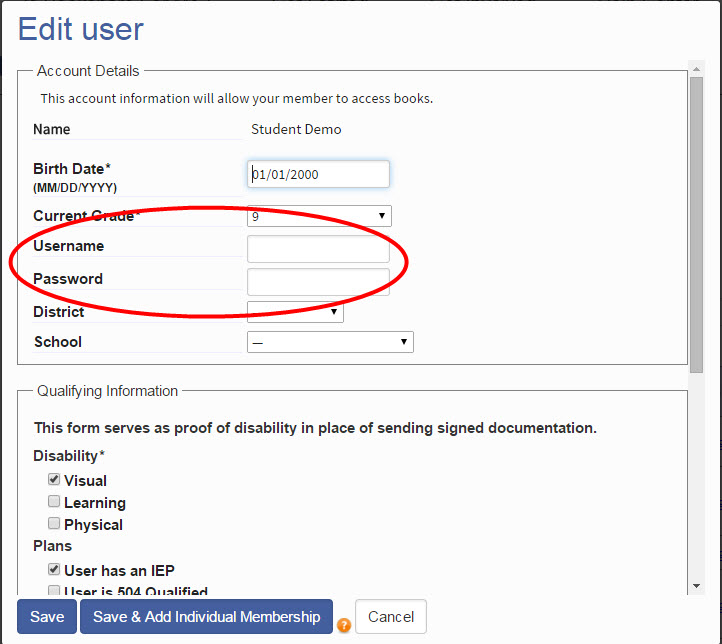 Edit user
Account Details
This account information will allow your member to access books.
Name Student Demo
Birth Date* 01/01/2000
(MM/DD/YYYY)
Current Grade* 9
Username
Password
District
School —
Qualifying Information
This form serves as proof of disability in place of sending signed documentation.
Disability*
Visual
Learning
Physical
Plans
User has an IEP
User is 504 Qualified
Save Save & Add Individual Membership ? Cancel